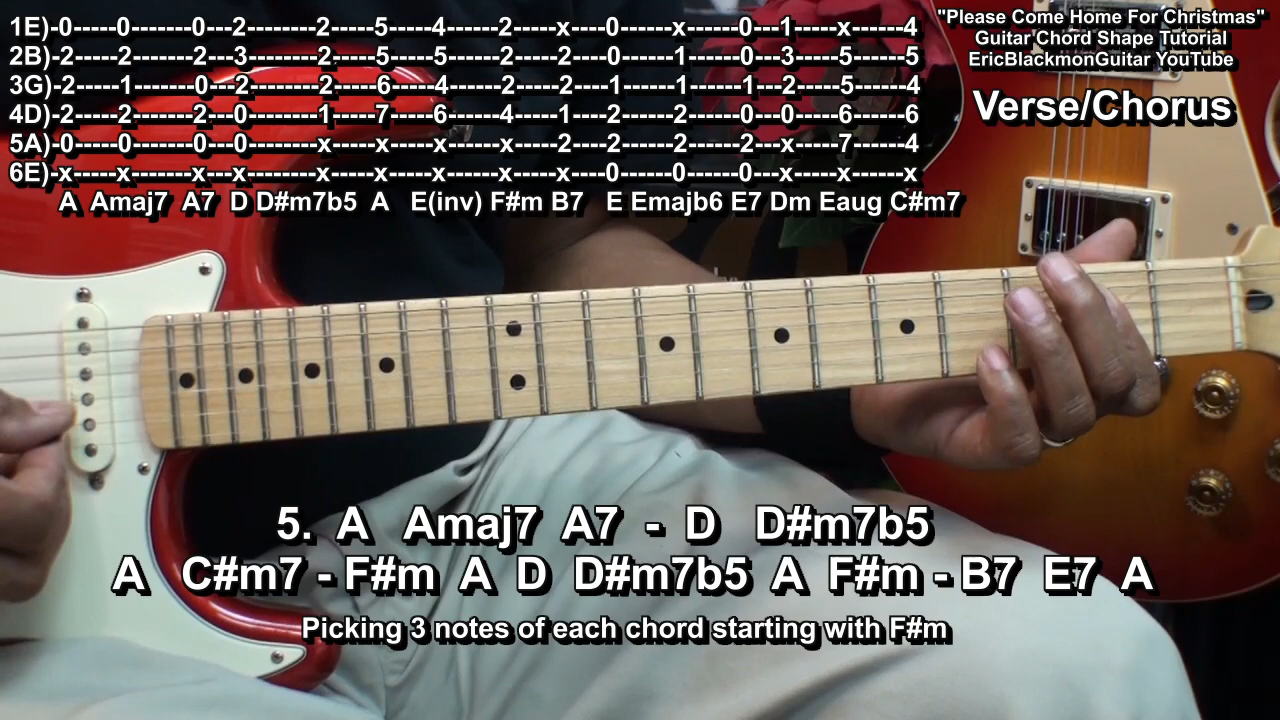 1E)-0-----0-------0---2--------2-----5-----4------2-----x----0------x------0---1-----x------4
2B)-2-----2-------2---3--------2-----5-----5------2-----2----0------1------0---3-----5------5
3G)-2-----1-------0---2--------2-----6-----4------2-----2----1------1------1---2-----5------4
4D)-2-----2-------2---0--------1-----7-----6------4-----1----2------2------0---0-----6------6
5A)-0-----0-------0---0--------x-----x-----x------x-----2----2------2------2---x-----7------4
6E)-x-----x-------x---x--------x-----x-----x------x-----x----0------0------0---x-----x------x
A Amaj7 A7 D D#m7b5 A E(inv) F#m B7 E Emajb6 E7 Dm Eaug C#m7
"Please Come Home For Christmas"
Guitar Chord Shape Tutorial
EricBlackmonGuitar YouTube
Verse/Chorus
5. A Amaj7 A7 - D D#m7b5
A C#m7 - F#m A D D#m7b5 A F#m - B7 E7 A
Picking 3 notes of each chord starting with F#m